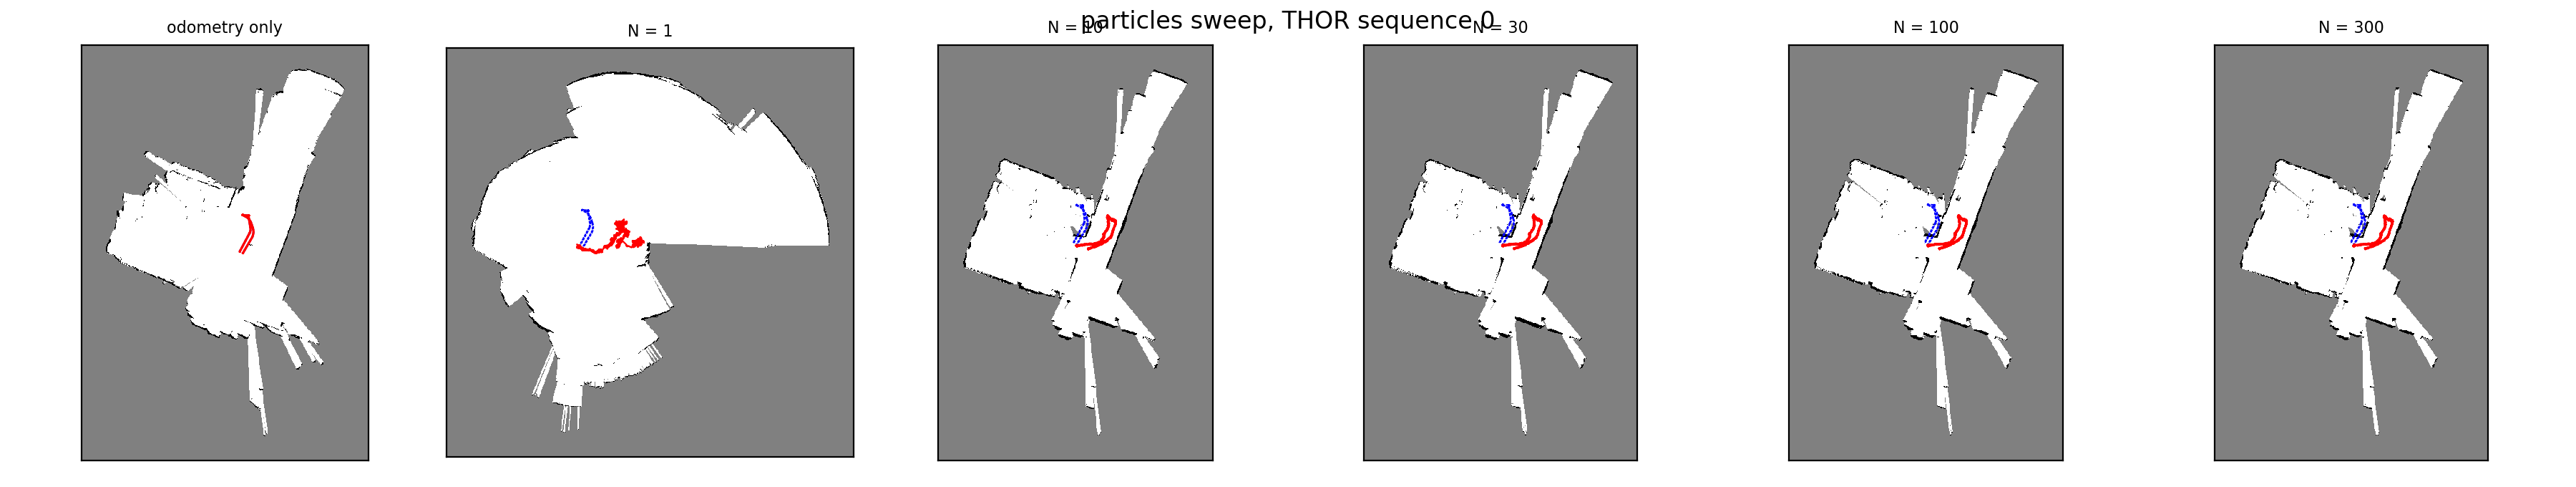 particles sweep, THOR sequence 0
odometry only
N = 1
N = 10
N = 30
N = 100
N = 300